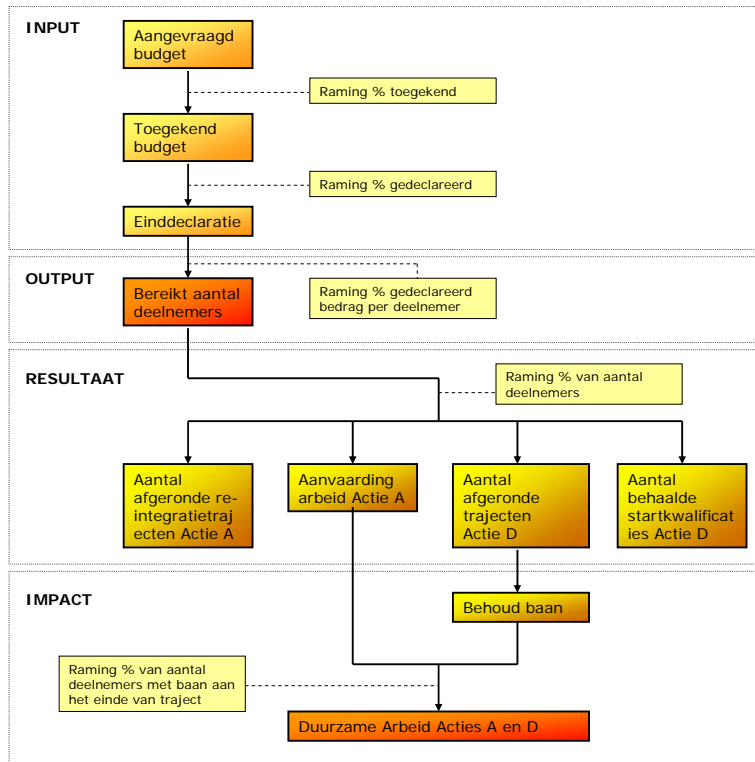 INPUT
Aangevraagd
budget
Raming % toegekend
Toegekend
budget
Raming % gedeclareerd
Einddeclaratie
OUTPUT
Bereikt aantal
deelnemers
Raming % gedeclareerd
bedrag per deelnemer
RESULTAAT
Raming % van aantal
deelnemers
Aantal
afgeronde re-
integratietraj
ecten Actie A
Aanvaarding
arbeid Actie A
Aantal
afgeronde
trajecten
Actie D
Aantal
behaalde
startkwalificat
ies Actie D
IMPACT
Behoud baan
Raming % van aantal
deelnemers met baan aan
het einde van traject
Duurzame Arbeid Acties A en D